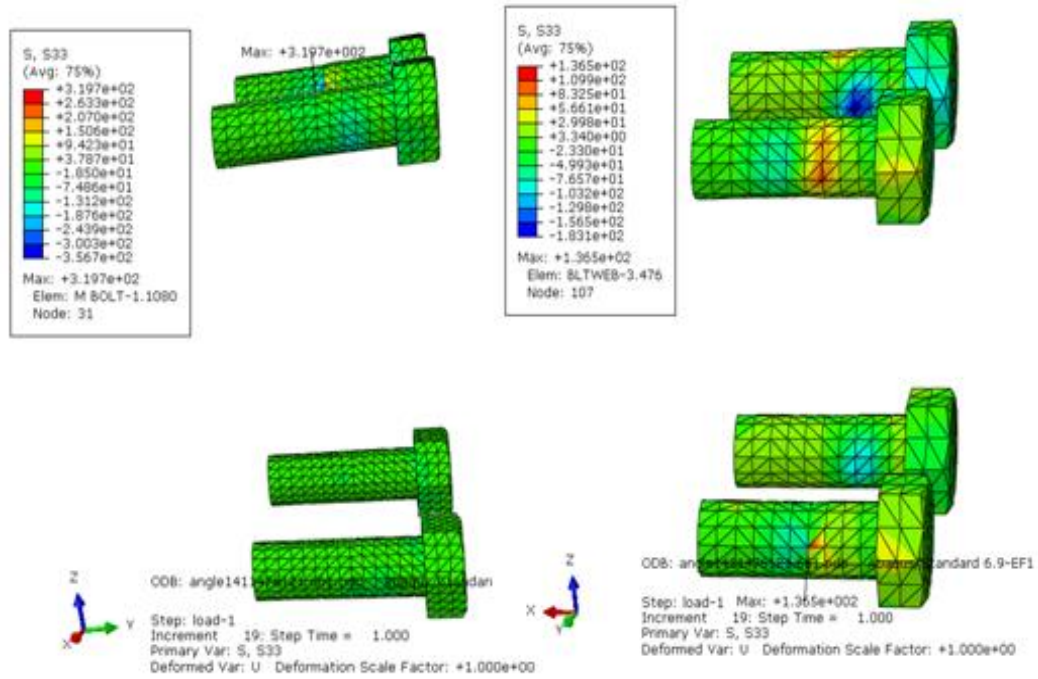 S, S33
(Avg: 75%)
+3.197e+02
+2.633e+02
+2.070e+02
+1.506e+02
+9.423e+01
+3.787e+01
-1.850e+01
-7.486e+01
-1.312e+02
-1.876e+02
-2.439e+02
-3.003e+02
-3.567e+02
Max: +3.197e+02
Elem: M BOLT-1.1080
Node: 31
Max: +3.197e+002
S, S33
(Avg: 75%)
+1.365e+02
+1.099e+02
+8.325e+01
+5.661e+01
+2.998e+01
+3.340e+00
-2.330e+01
-4.993e+01
-7.657e+01
-1.032e+02
-1.298e+02
-1.565e+02
-1.831e+02
Max: +1.365e+02
Elem: BLTWEB-3.476
Node: 107
Z
Y
X
ODB:
Step: load-1
Increment 19: Step Time = 1.000
Primary Var: S, S33
Deformed Var: U Deformation Scale Factor: +1.000e+00
Z
X
Y
ODB: Standard 6.9-EF1
Step: load-1 Max: +1.365e+002
Increment 19: Step Time = 1.000
Primary Var: S, S33
Deformed Var: U Deformation Scale Factor: +1.000e+00